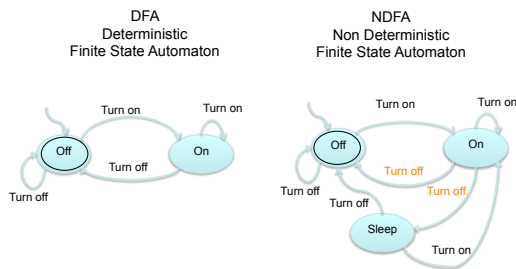 DFA
Deterministic
Finite State Automaton
Turn on
Turn on
Off
On
Turn off
Turn off
NDFA
Non Deterministic
Finite State Automaton
Turn on
Turn on
Off
On
Turn off
Turn off
Turn off
Turn off
Sleep
Turn on